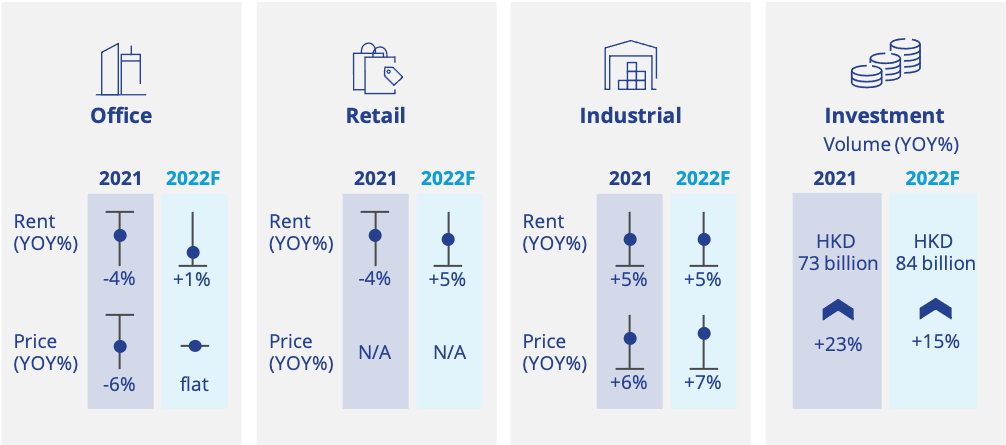 Office
2021 2022F
Rent
(YOY%)
-4% +1%
Price
(YOY%)
-6% flat
Retail
2021 2022F
Rent
(YOY%)
-4% +5%
Price
(YOY%)
N/A N/A
Industrial
2021 2022F
Rent
(YOY%)
+5% +5%
Price
(YOY%)
+6% +7%
Investment
Volume (YOY%)
2021 2022F
HKD
73 billion
+23%
HKD
84 billion
+15%